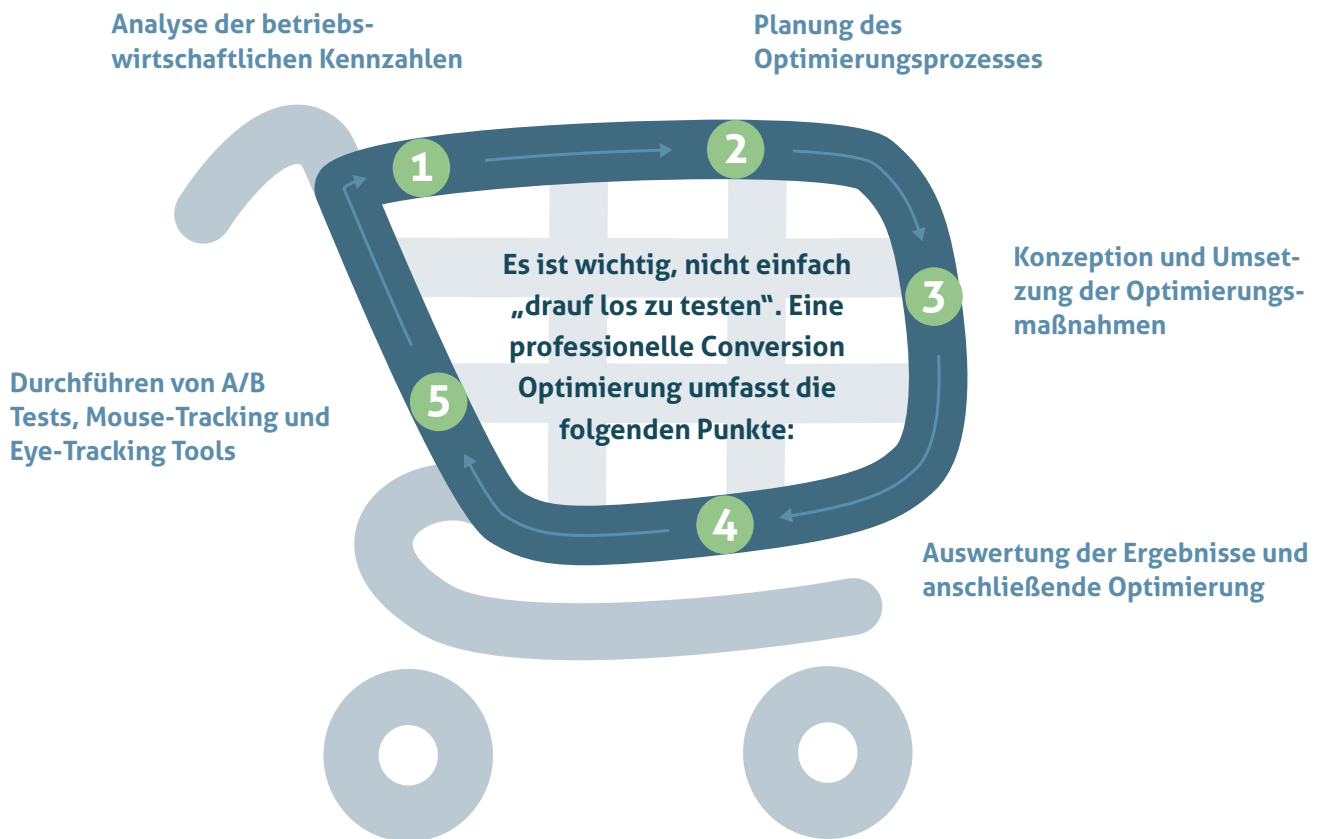 Analyse der betriebs-
wirtschaftlichen Kennzahlen
Planung des
Optimierungsprozesses
1
2
Es ist wichtig, nicht einfach
„drauf los zu testen“. Eine
professionelle Conversion
Optimierung umfasst die
folgenden Punkte:
3
Konzeption und Umset-
zung der Optimierungs-
maßnahmen
Durchführen von A/B
Tests, Mouse-Tracking und
Eye-Tracking Tools
5
4
Auswertung der Ergebnisse und
anschließende Optimierung